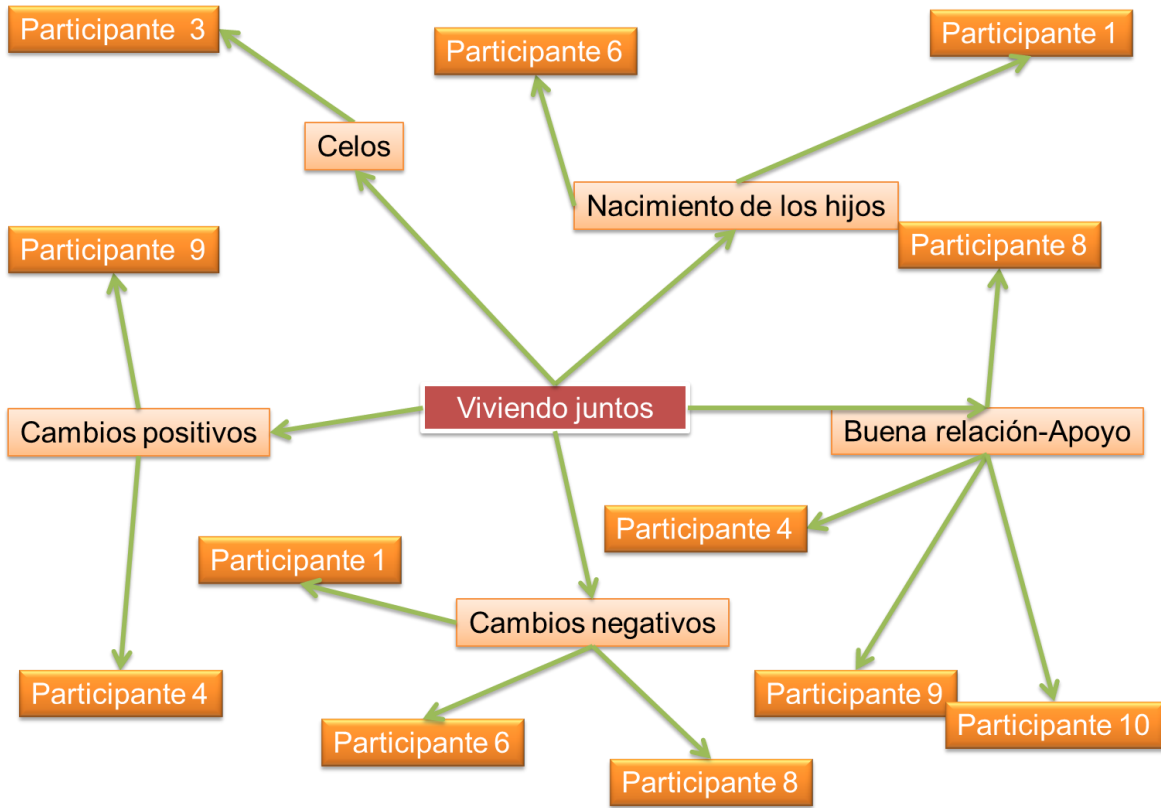 Participante 3
Participante 1
Participante 6
Celos
Nacimiento de los hijos
Participante 9
Participante 8
Viviendo juntos
Cambios positivos
Buena relación-Apoyo
Participante 4
Participante 1
Cambios negativos
Participante 4
Participante 9
Participante 10
Participante 6
Participante 8